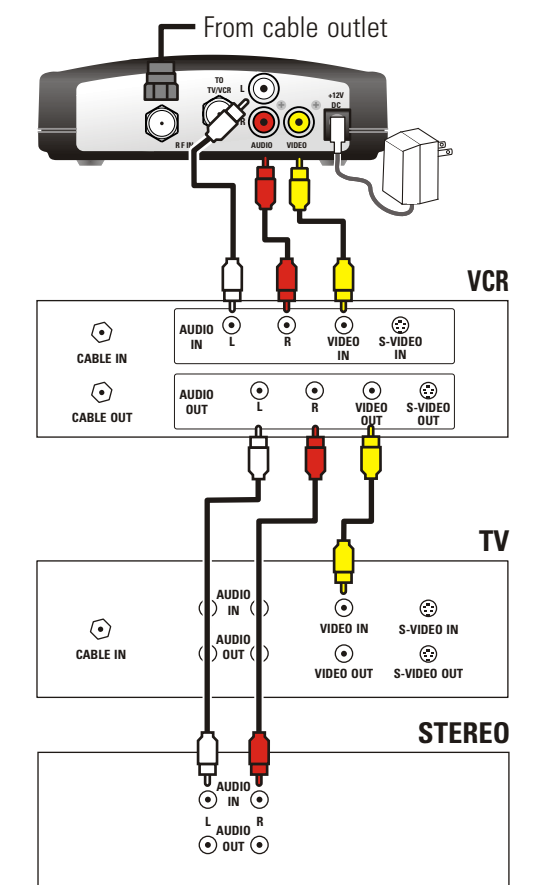 From cable outlet
TO
TV/VCR
L
R
+12V
DC
RF IN
AUDIO
VIDEO
VCR
CABLE IN
AUDIO
IN
L
R
VIDEO
IN
S-VIDEO
IN
CABLE OUT
AUDIO
OUT
L
R
VIDEO
OUT
S-VIDEO
OUT
TV
CABLE IN
AUDIO
IN
VIDEO IN
S-VIDEO IN
AUDIO
OUT
VIDEO OUT
S-VIDEO OUT
STEREO
AUDIO
IN
L
R
AUDIO
OUT